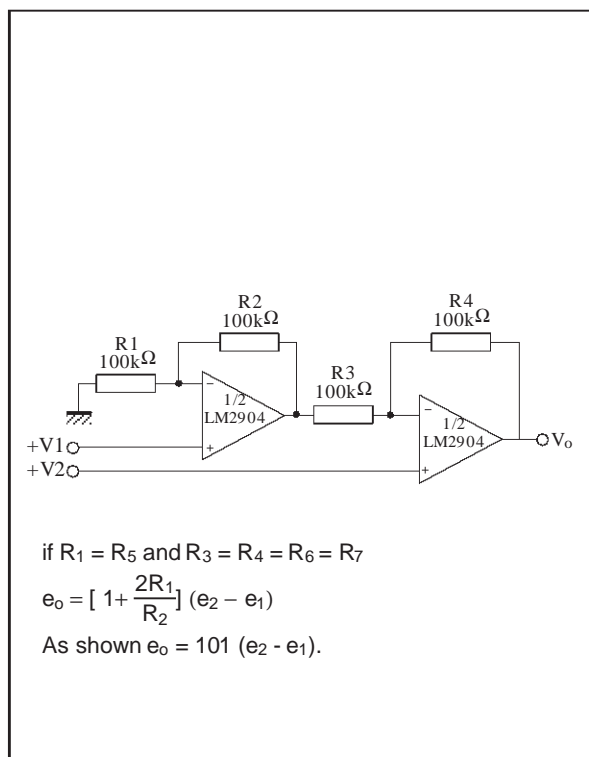 R2
100kΩ
R4
100kΩ
R1
100kΩ
R3
100kΩ
−
1/2
LM2904
+
−
1/2
LM2904
+
+V1
+V2
Vₒ
if R₁ = R₅ and R₃ = R₄ = R₆ = R₇
eₒ = [ 1+ 2R₁/R₂ ] (e₂ − e₁)
As shown eₒ = 101 (e₂ - e₁).